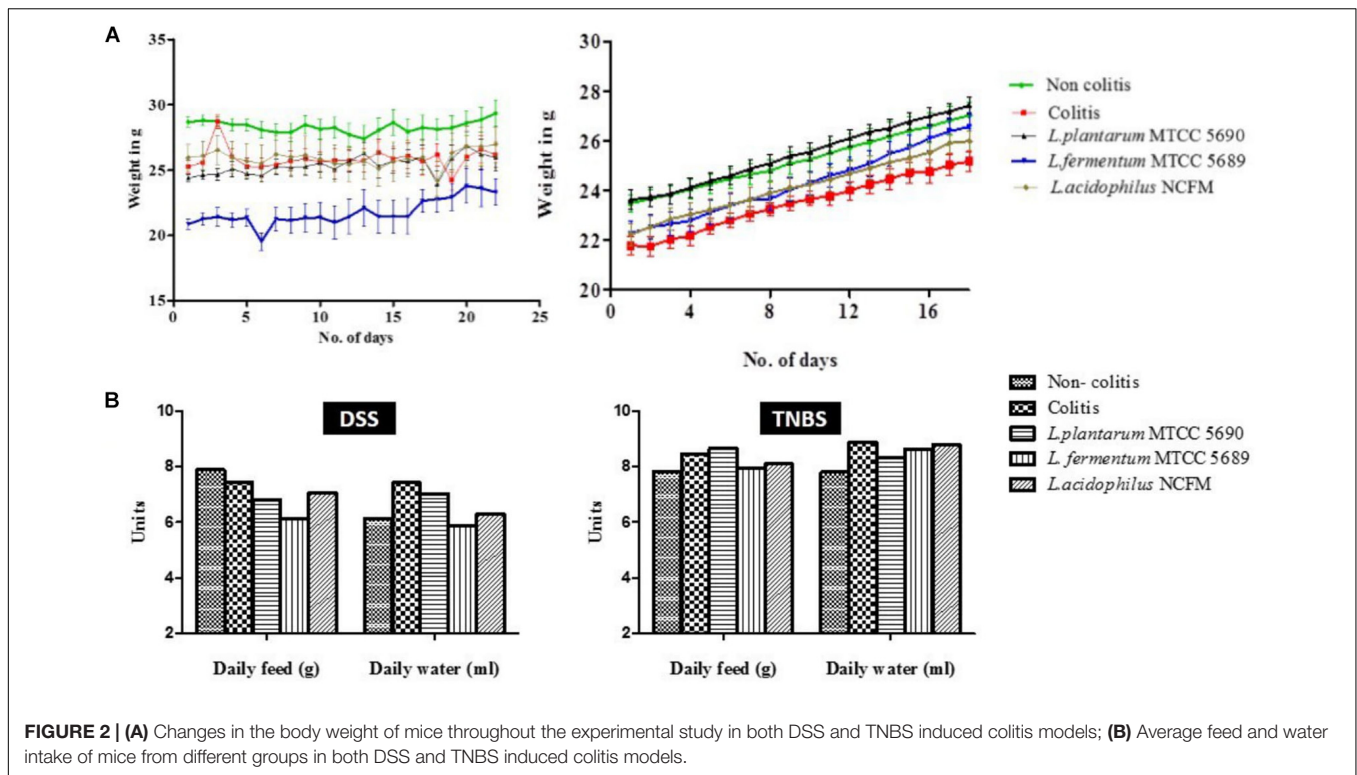 A
35
30
25
20
15
Weight in g
0
5
10
15
20
25
No. of days
30
28
26
24
22
20
Weight in g
0
4
8
12
16
No. of days
Non colitis
Colitis
L.plantarum MTCC 5690
L.fermentum MTCC 5689
L.acidophilus NCFM
B
DSS
10
8
6
4
2
Units
Daily feed (g)
Daily water (ml)
TNBS
10
8
6
4
2
Units
Daily feed (g)
Daily water (ml)
Non- colitis
Colitis
L.plantarum MTCC 5690
L. fermentum MTCC 5689
L.acidophilus NCFM
FIGURE 2 | (A) Changes in the body weight of mice throughout the experimental study in both DSS and TNBS induced colitis models; (B) Average feed and water
intake of mice from different groups in both DSS and TNBS induced colitis models.